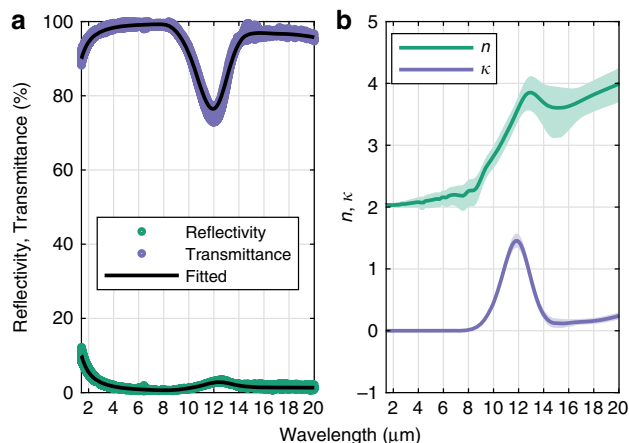 a
b
Reflectivity, Transmittance (%)
100
80
60
40
20
0
Reflectivity
Transmittance
Fitted
2 4 6 8 10 12 14 16 18 20
n, κ
5
4
3
2
1
0
−1
n
κ
2 4 6 8 10 12 14 16 18 20
Wavelength (μm)